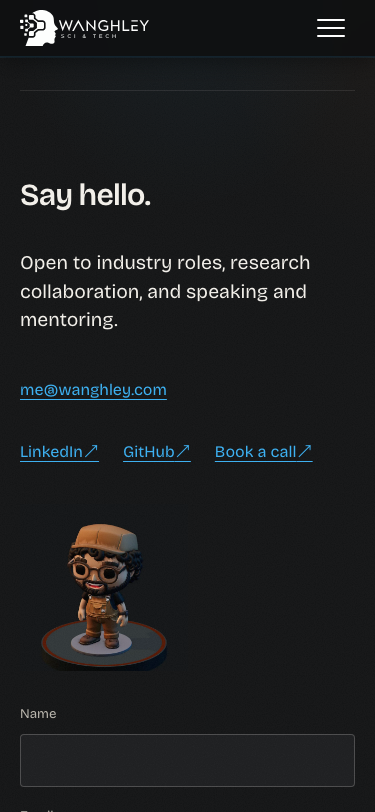 WANGHLEY
SCI & TECH
Say hello.
Open to industry roles, research
collaboration, and speaking and
mentoring.
me@wanghley.com
LinkedIn↗ GitHub↗ Book a call↗
Name